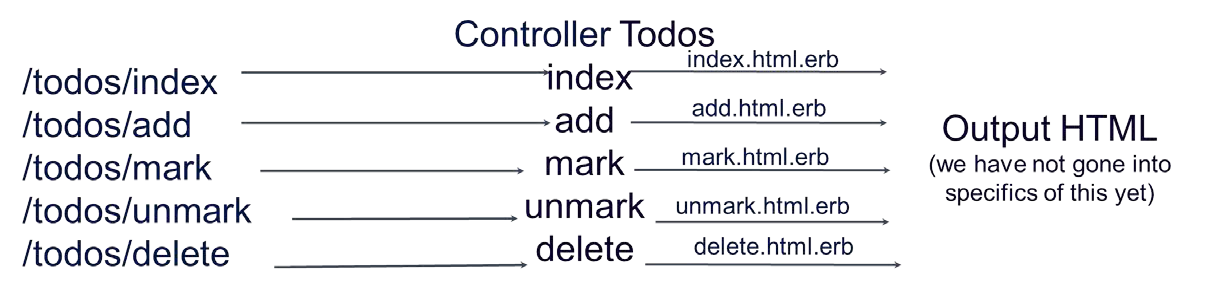 Controller Todos
/todos/index
index
index.html.erb
/todos/add
add
add.html.erb
/todos/mark
mark
mark.html.erb
/todos/unmark
unmark
unmark.html.erb
/todos/delete
delete
delete.html.erb
Output HTML
(we have not gone into
specifics of this yet)